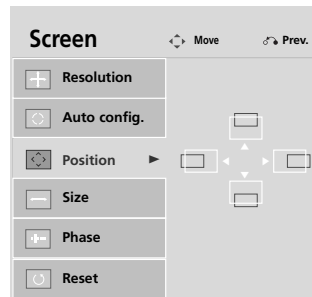 Screen
Move
Prev.
Resolution
Auto config.
Position
Size
Phase
Reset